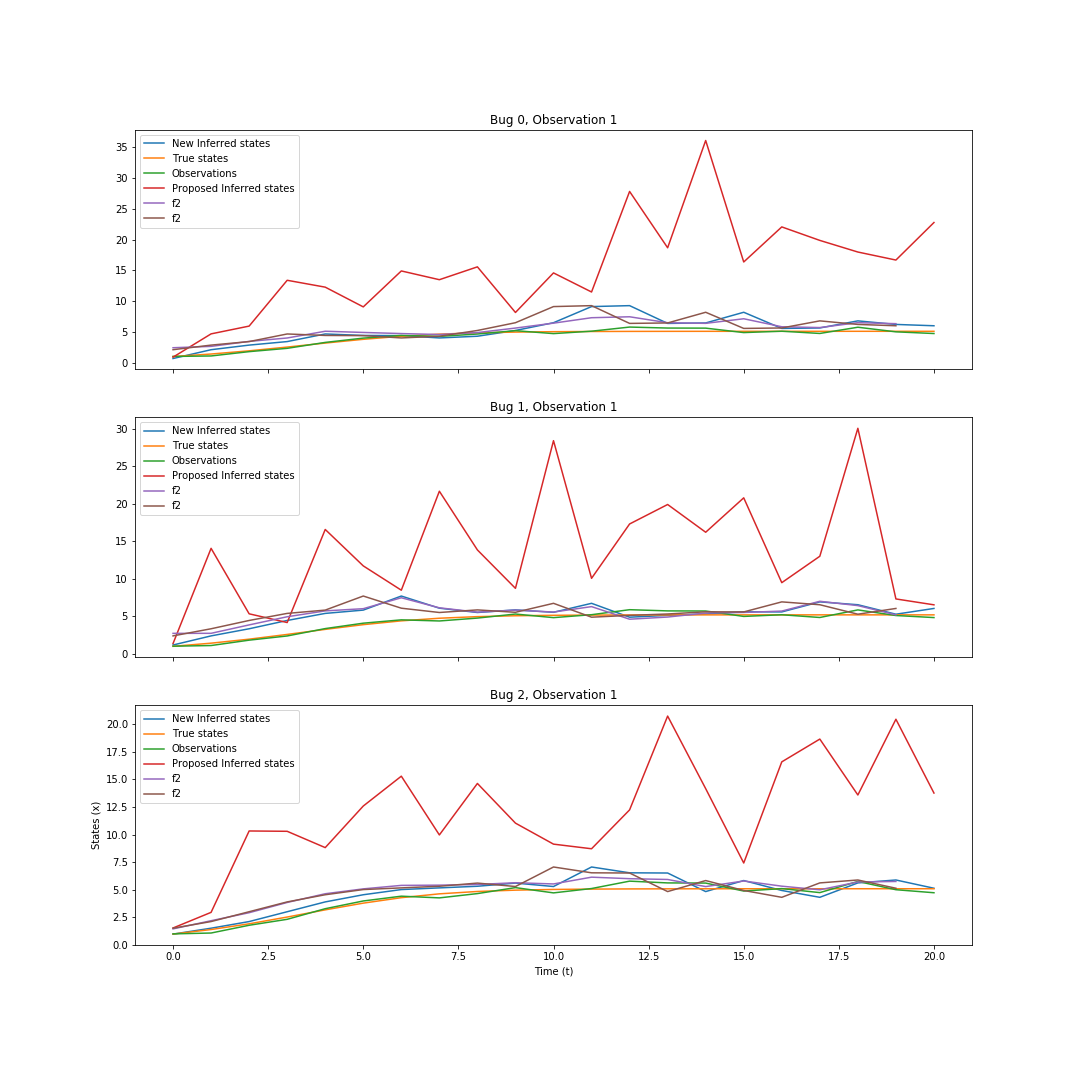 Bug 0, Observation 1
35
30
25
20
15
10
5
0
New Inferred states
True states
Observations
Proposed Inferred states
f2
f2
Bug 1, Observation 1
30
25
20
15
10
5
0
New Inferred states
True states
Observations
Proposed Inferred states
f2
f2
Bug 2, Observation 1
States (x)
20.0
17.5
15.0
12.5
10.0
7.5
5.0
2.5
0.0
New Inferred states
True states
Observations
Proposed Inferred states
f2
f2
0.0 2.5 5.0 7.5 10.0 12.5 15.0 17.5 20.0
Time (t)